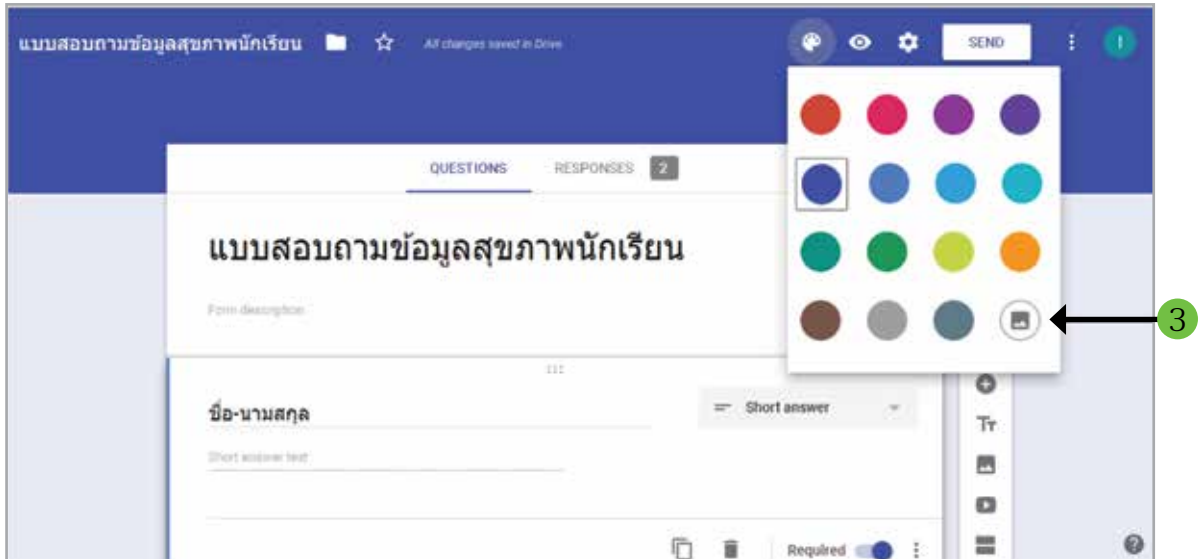 แบบสอบถามข้อมูลสุขภาพนักเรียน All changes saved in Drive SEND
QUESTIONS RESPONSES 2
แบบสอบถามข้อมูลสุขภาพนักเรียน
Form description
3
ชื่อ-นามสกุล Short answer
Tт
Short answer text
Required